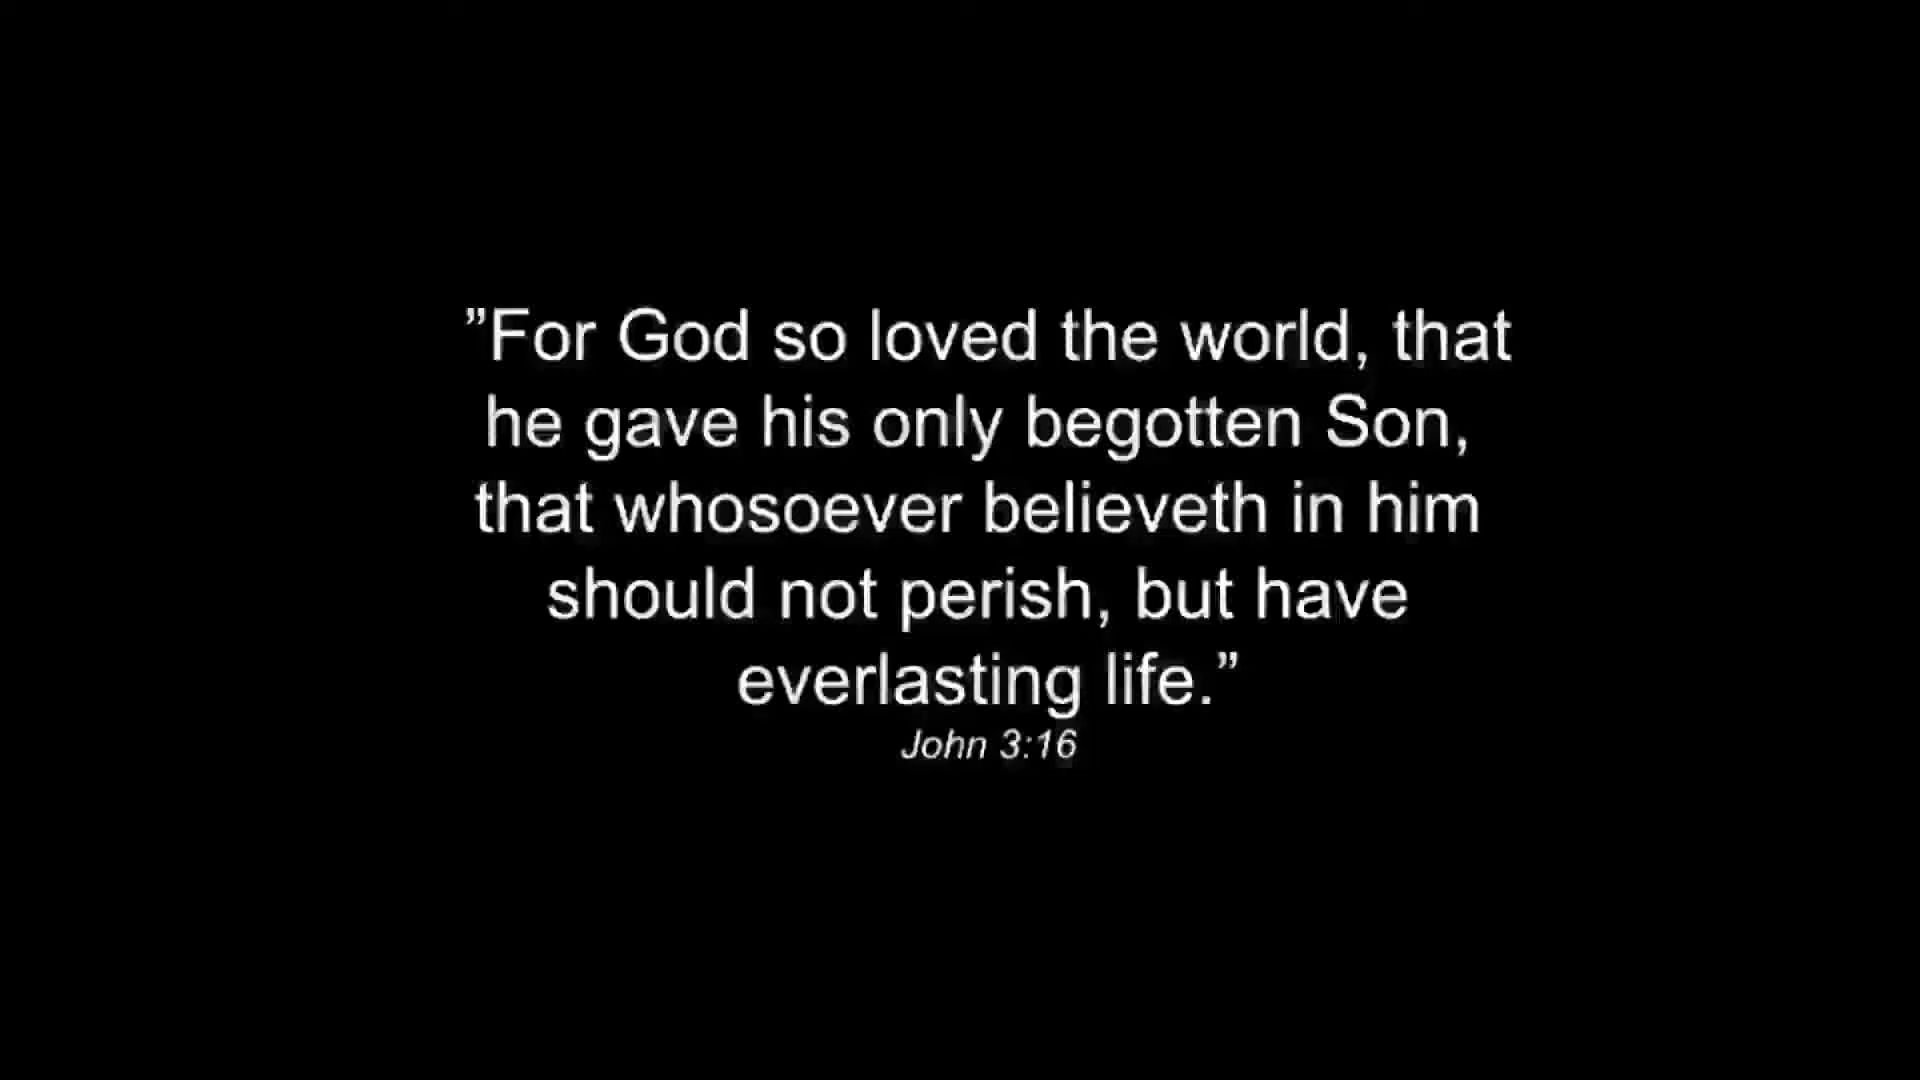 ”For God so loved the world, that
he gave his only begotten Son,
that whosoever believeth in him
should not perish, but have
everlasting life.”
John 3:16